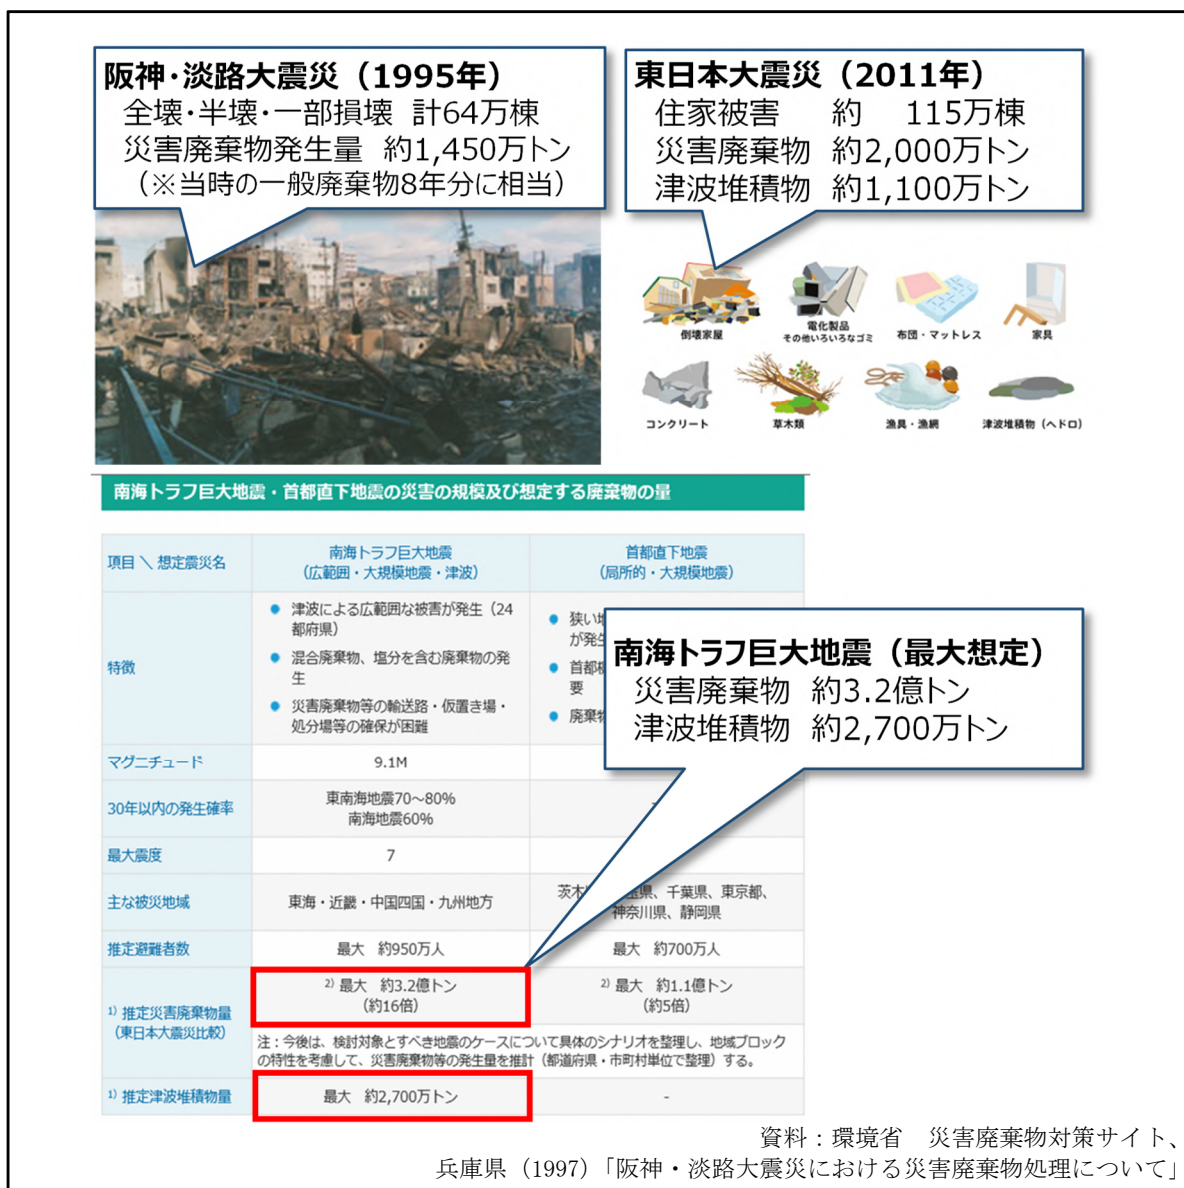 阪神・淡路大震災（1995年）
全壊・半壊・一部損壊 計64万棟
災害廃棄物発生量 約1,450万トン
（※当時の一般廃棄物8年分に相当）
東日本大震災（2011年）
住家被害 約 115万棟
災害廃棄物 約2,000万トン
津波堆積物 約1,100万トン
倒壊家屋
電化製品
その他いろいろなゴミ
布団・マットレス
家具
コンクリート
草木類
漁具・漁網
津波堆積物（ヘドロ）
南海トラフ巨大地震・首都直下地震の災害の規模及び想定する廃棄物の量
項目 ＼ 想定震災名
南海トラフ巨大地震
（広範囲・大規模地震・津波）
首都直下地震
（局所的・大規模地震）
特徴
● 津波による広範囲な被害が発生（24
都府県）
● 混合廃棄物、塩分を含む廃棄物の発
生
● 災害廃棄物等の輸送路・仮置き場・
処分場等の確保が困難
● 狭い
が発生
● 首都
要
● 廃棄
南海トラフ巨大地震（最大想定）
災害廃棄物 約3.2億トン
津波堆積物 約2,700万トン
マグニチュード
9.1M
30年以内の発生確率
東南海地震70～80%
南海地震60%
最大震度
7
主な被災地域
東海・近畿・中国四国・九州地方
茨木 県、千葉県、東京都、
神奈川県、静岡県
推定避難者数
最大 約950万人
最大 約700万人
1) 推定災害廃棄物量
（東日本大震災比較）
2) 最大 約3.2億トン
（約16倍）
2) 最大 約1.1億トン
（約5倍）
注：今後は、検討対象とすべき地震のケースについて具体のシナリオを整理し、地域ブロック
の特性を考慮して、災害廃棄物等の発生量を推計（都道府県・市町村単位で整理）する。
1) 推定津波堆積物量
最大 約2,700万トン
-
資料：環境省　災害廃棄物対策サイト、
兵庫県（1997）「阪神・淡路大震災における災害廃棄物処理について」